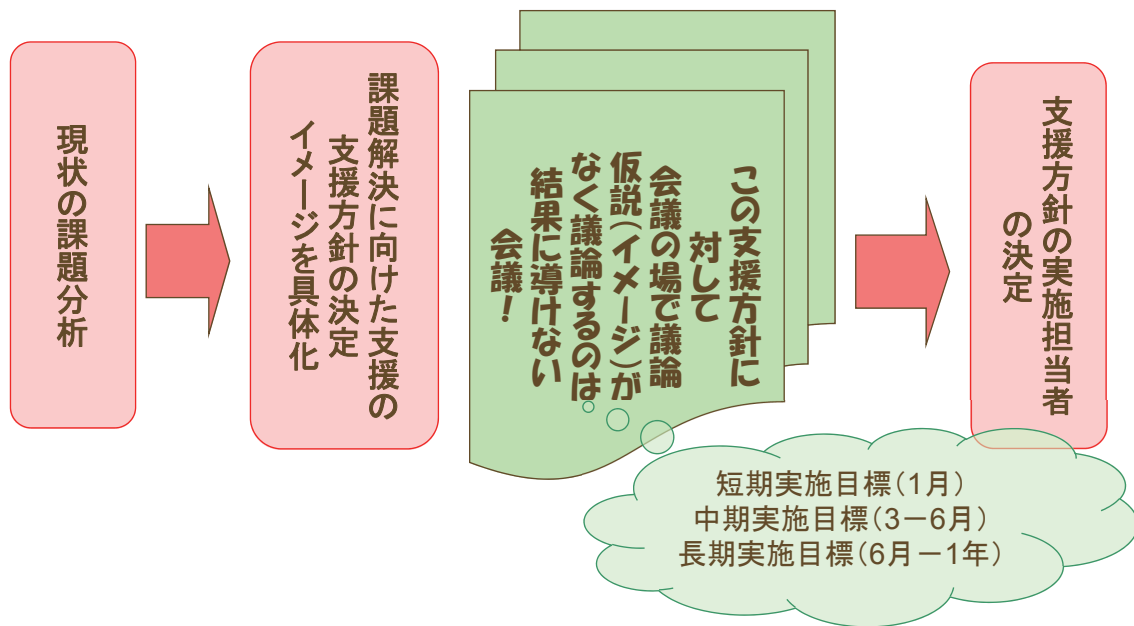 現状の課題分析
課題解決に向けた支援の
支援方針の決定
イメージを具体化
この支援方針に
対して
会議の場で議論
仮説(イメージ)が
なく議論するのは
結果に導けない
会議!
支援方針の実施担当者
の決定
短期実施目標(1月)
中期実施目標(3-6月)
長期実施目標(6月-1年)